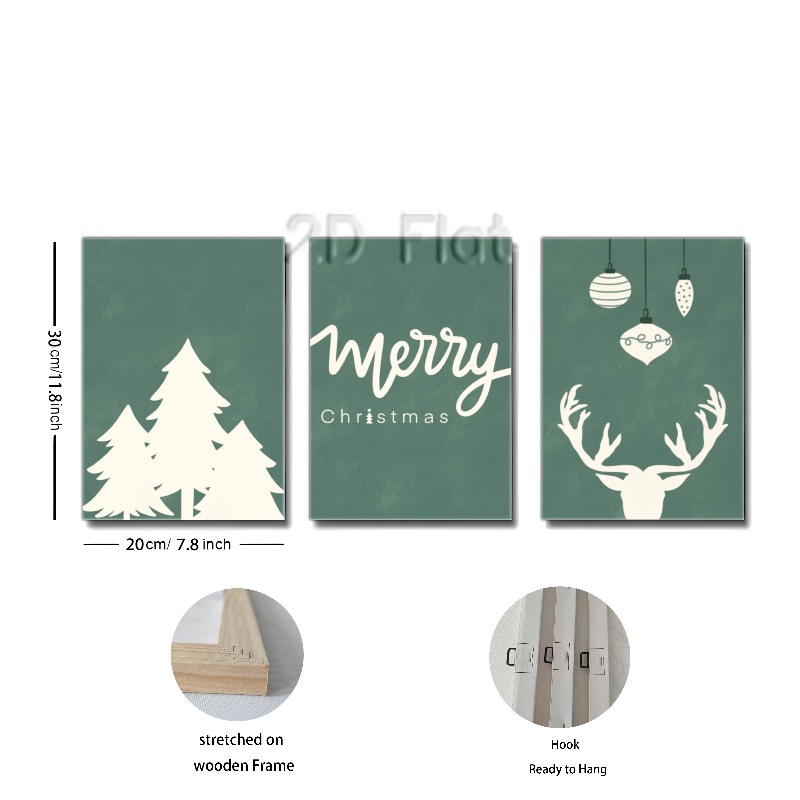 2D Flat
Merry
Christmas
30cm/11.8inch
20cm/ 7.8 inch
stretched on
wooden Frame
Hook
Ready to Hang